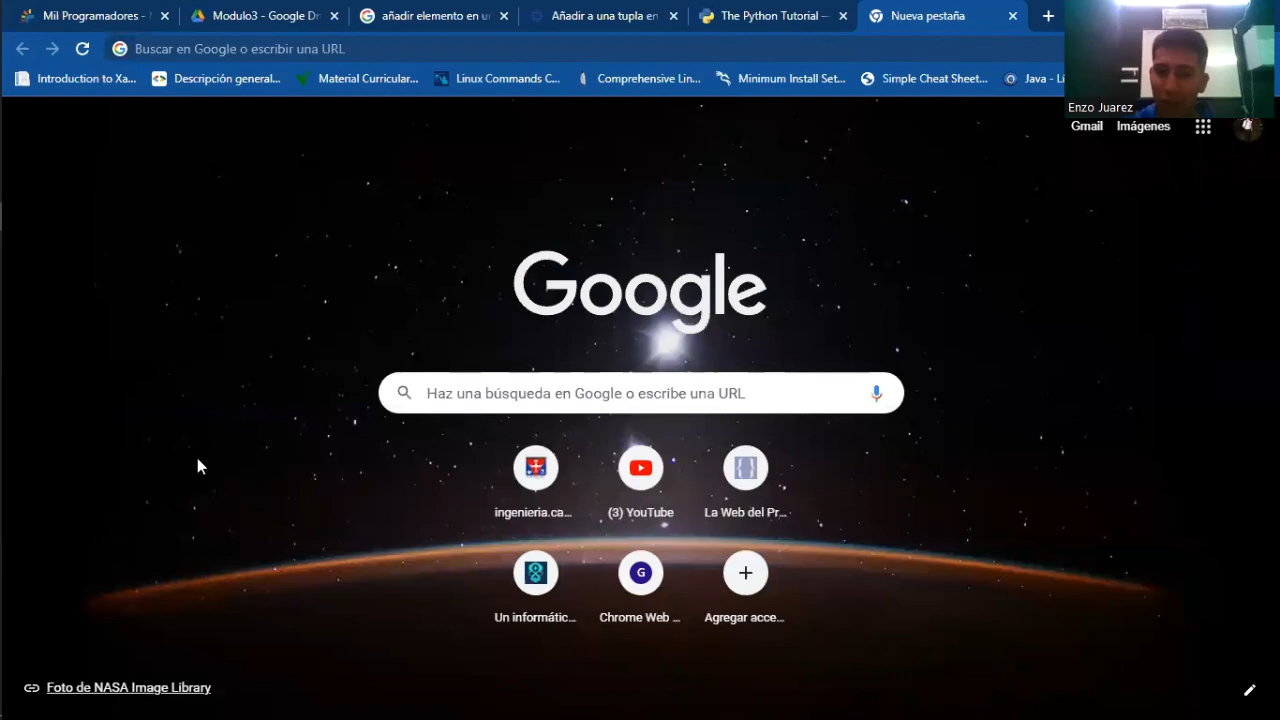 Mil Programadores -
Modulo3 - Google Dr
añadir elemento en u
Añadir a una tupla en
The Python Tutorial —
Nueva pestaña
Buscar en Google o escribir una URL
Introduction to Xa...
Descripción general...
Material Curricular...
Linux Commands C...
Comprehensive Lin...
Minimum Install Set...
Simple Cheat Sheet...
Java - Li
Enzo Juarez
Gmail Imágenes
Google
Haz una búsqueda en Google o escribe una URL
ingenieria.ca...
(3) YouTube
La Web del Pr...
G
Un informátic...
Chrome Web ...
Agregar acce...
Foto de NASA Image Library